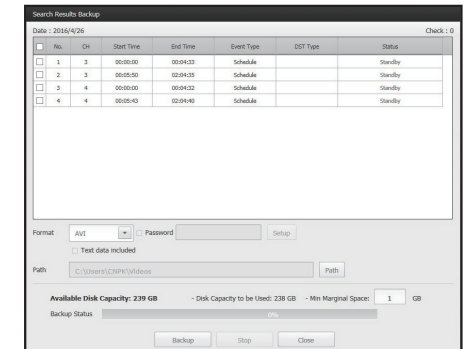 Search Results Backup
Date : 2016/4/26 Check : 0
No. CH Start Time End Time Event Type DST Type Status
1 3 00:00:00 00:04:33 Schedule Standby
2 3 00:05:50 02:04:35 Schedule Standby
3 4 00:00:00 00:04:32 Schedule Standby
4 4 00:05:43 02:04:40 Schedule Standby
Format AVI Password Setup
Text data included
Path C:\Users\CNPK\Videos Path
Available Disk Capacity: 239 GB - Disk Capacity to be Used: 238 GB - Min Marginal Space: 1 GB
Backup Status 0%
Backup Stop Close